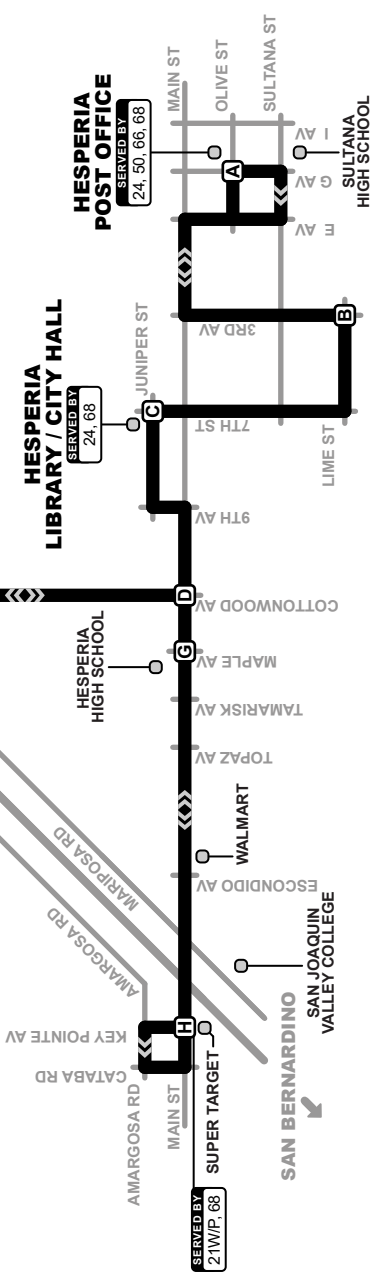 HESPERIA
POST OFFICE
SERVED BY
24, 50, 66, 68
MAIN ST
OLIVE ST
SULTANA ST
I AV
G AV
E AV
A
SULTANA
HIGH SCHOOL
HESPERIA
LIBRARY / CITY HALL
SERVED BY
24, 68
JUNIPER ST
3RD AV
B
C
7TH ST
LIME ST
9TH AV
D
COTTONWOOD AV
HESPERIA
HIGH SCHOOL
G
MAPLE AV
TAMARISK AV
TOPAZ AV
WALMART
ESCONDIDO AV
MARIPOSA RD
AMARGOSA RD
SAN JOAQUIN
VALLEY COLLEGE
KEY POINTE AV
CATABA RD
H
AMARGOSA RD
MAIN ST
SUPER TARGET
SAN BERNARDINO
SERVED BY
21W/P, 68